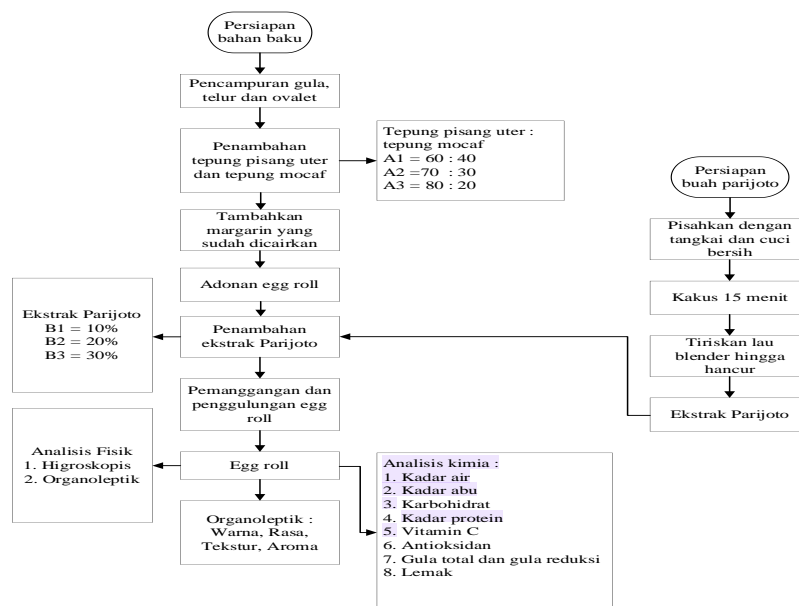 Persiapan
bahan baku
Pencampuran gula,
telur dan ovalet
Penambahan
tepung pisang uter
dan tepung mocaf
Tepung pisang uter :
tepung mocaf
A1 = 60 : 40
A2 =70 : 30
A3 = 80 : 20
Tambahkan
margarin yang
sudah dicairkan
Adonan egg roll
Penambahan
ekstrak Parijoto
Ekstrak Parijoto
B1 = 10%
B2 = 20%
B3 = 30%
Pemanggangan dan
penggulungan egg
roll
Egg roll
Analisis Fisik
1. Higroskopis
2. Organoleptik
Organoleptik :
Warna, Rasa,
Tekstur, Aroma
Analisis kimia :
1. Kadar air
2. Kadar abu
3. Karbohidrat
4. Kadar protein
5. Vitamin C
6. Antioksidan
7. Gula total dan gula reduksi
8. Lemak
Persiapan
buah parijoto
Pisahkan dengan
tangkai dan cuci
bersih
Kakus 15 menit
Tiriskan lau
blender hingga
hancur
Ekstrak Parijoto